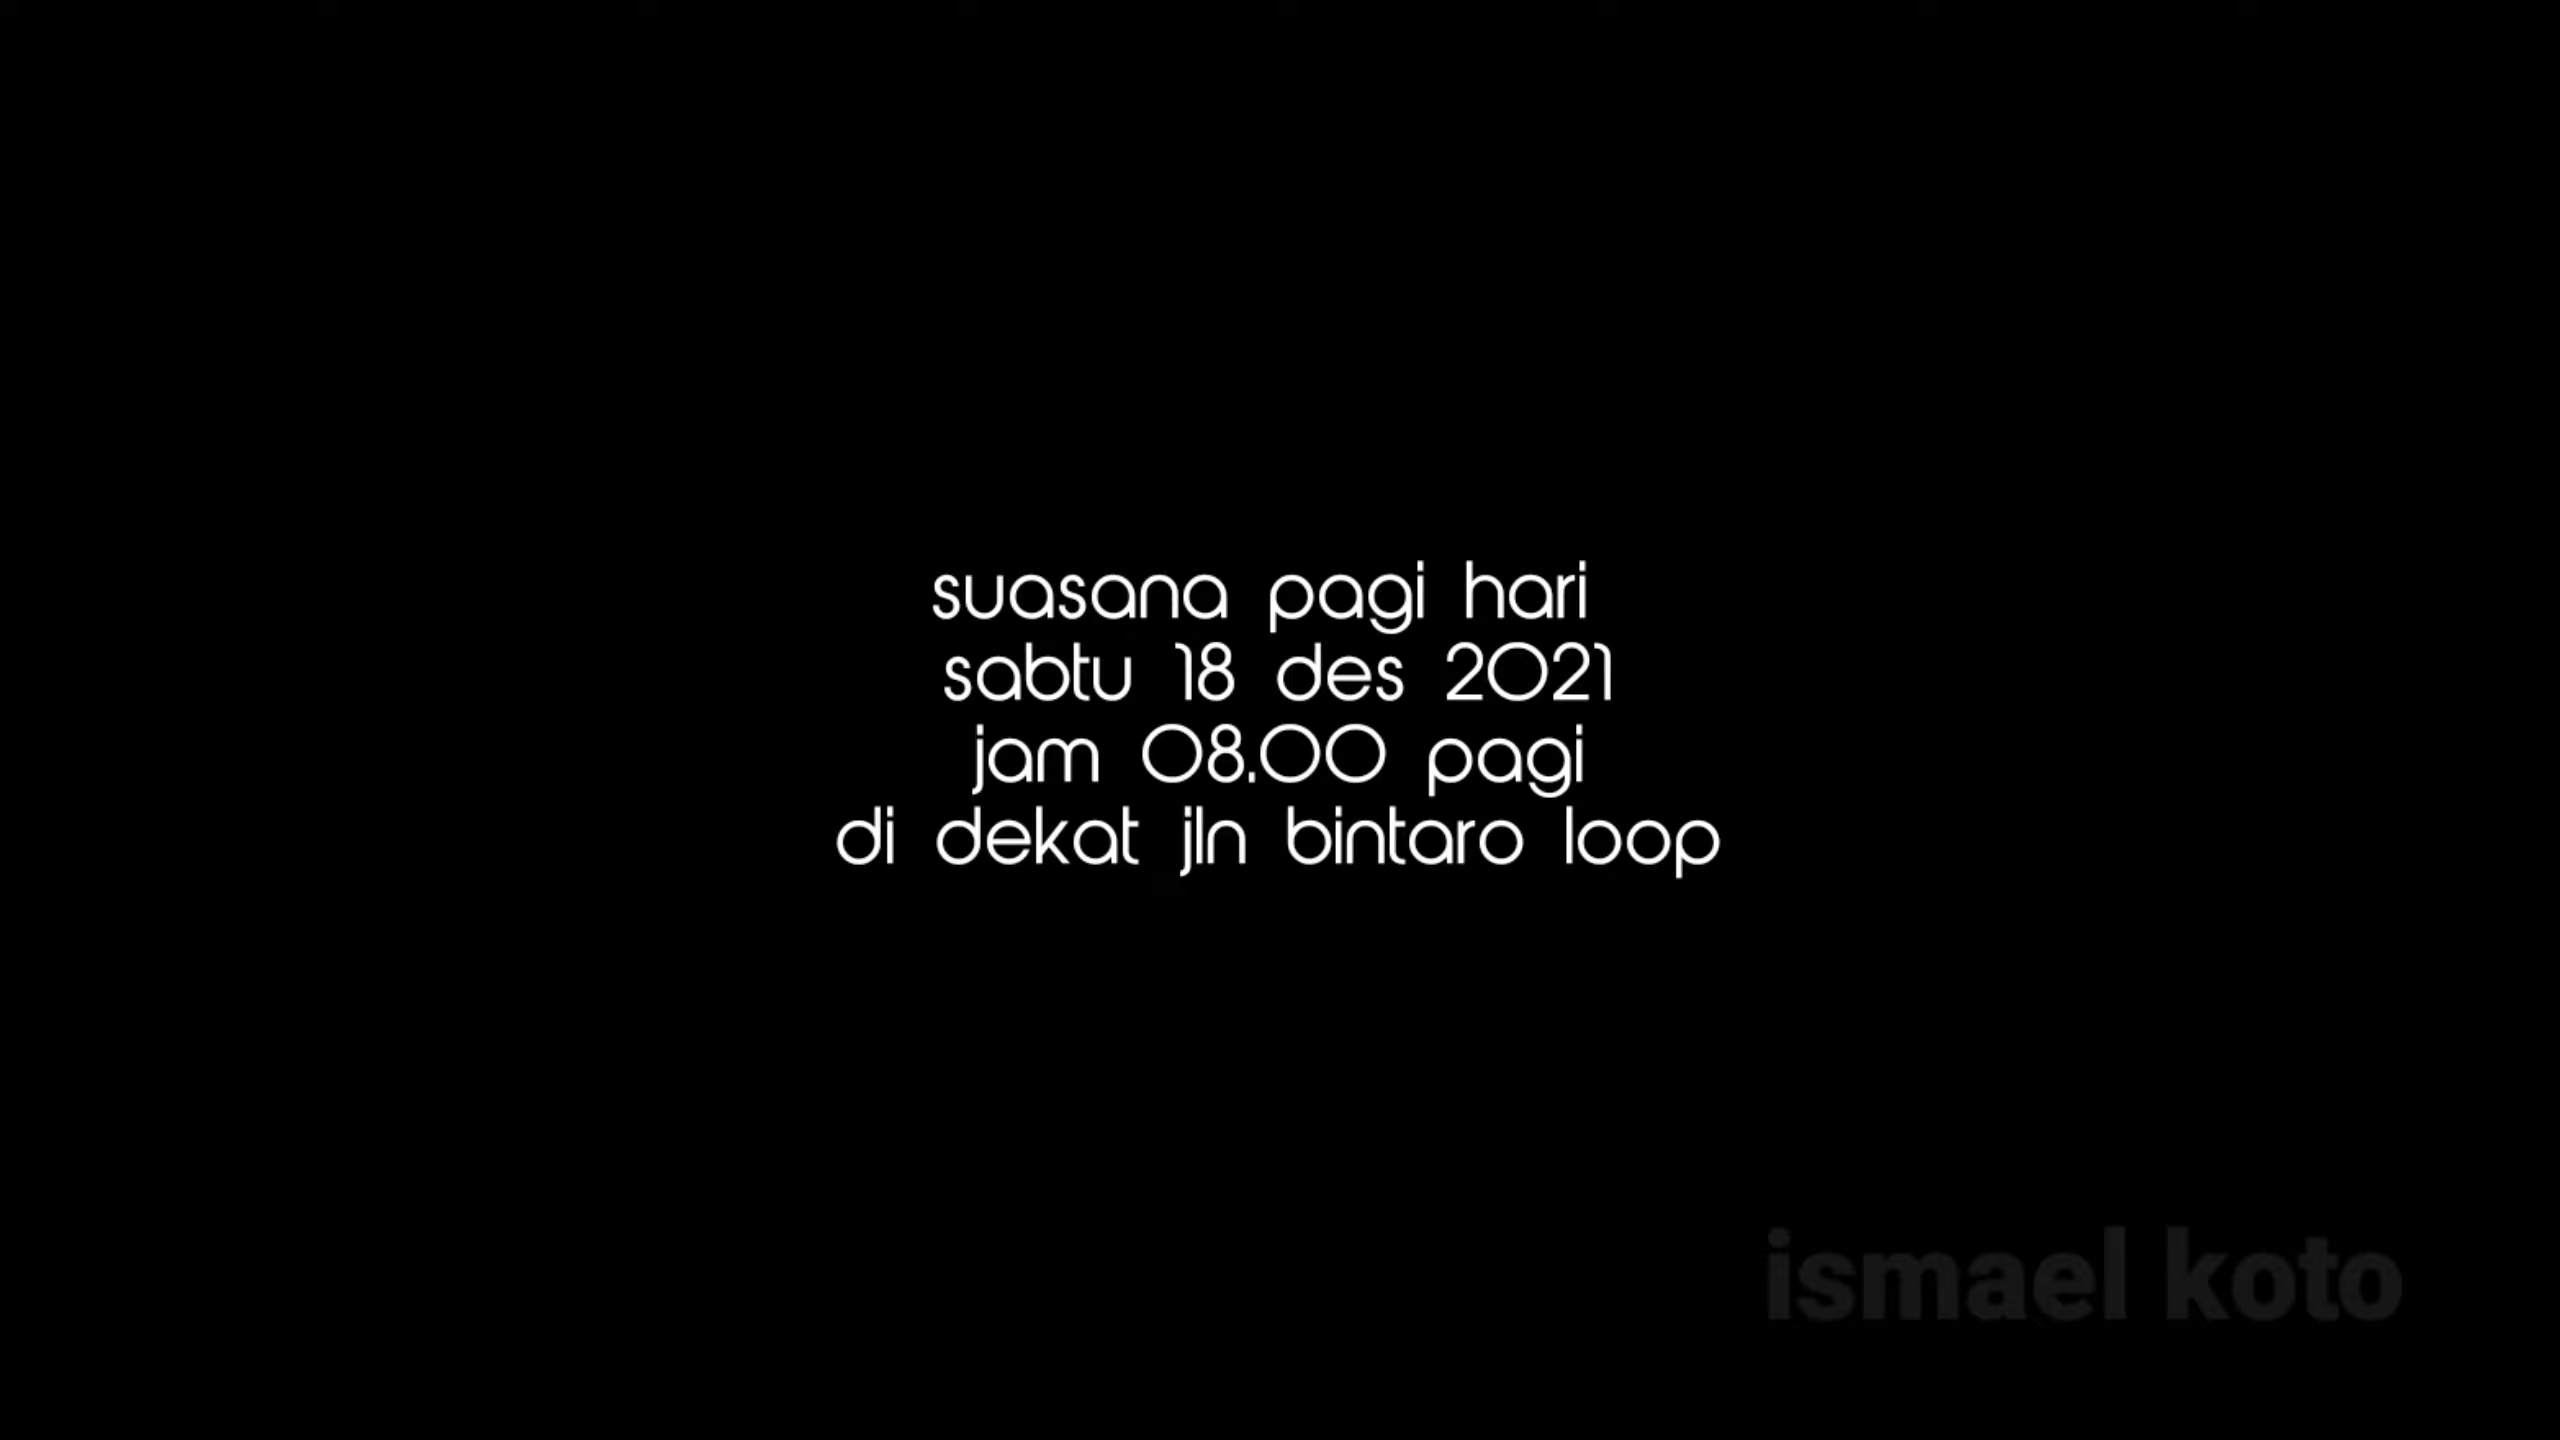 suasana pagi hari
sabtu 18 des 2021
jam 08.00 pagi
di dekat jln bintaro loop
ismael koto